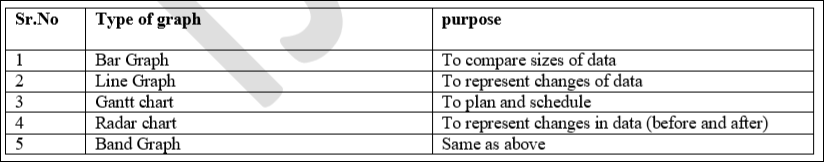 Sr.No Type of graph purpose
1 Bar Graph To compare sizes of data
2 Line Graph To represent changes of data
3 Gantt chart To plan and schedule
4 Radar chart To represent changes in data (before and after)
5 Band Graph Same as above